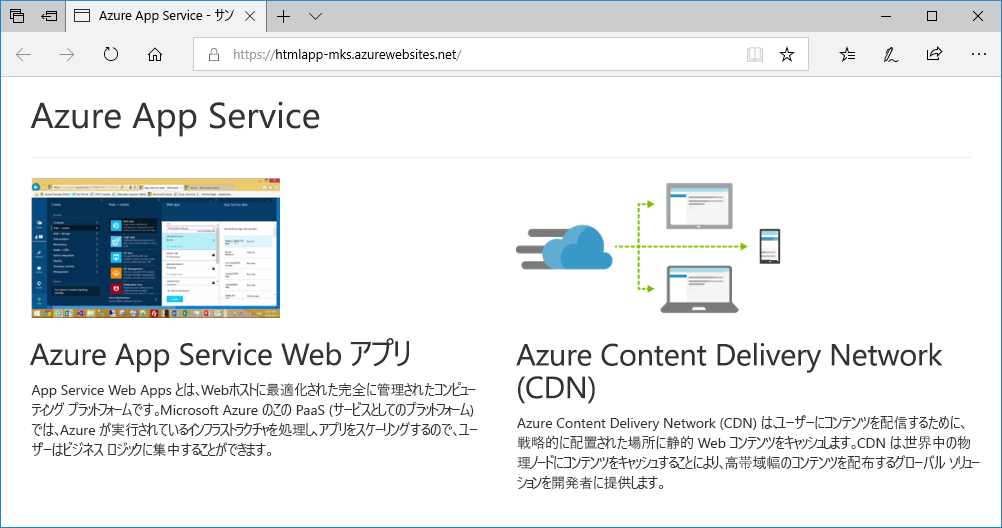 Azure App Service - サン
https://htmlapp-mks.azurewebsites.net/
Azure App Service
Azure App Service Web アプリ
App Service Web Apps とは、Webホストに最適化された完全に管理されたコンピュー
ティング プラットフォームです。Microsoft Azure のこの PaaS (サービスとしてのプラットフォーム)
では、Azure が実行されているインフラストラクチャを処理し、アプリをスケーリングするので、ユー
ザーはビジネス ロジックに集中することができます。
Azure Content Delivery Network
(CDN)
Azure Content Delivery Network (CDN) はユーザーにコンテンツを配信するために、
戦略的に配置された場所に静的 Web コンテンツをキャッシュします。CDN は、世界中の物
理ノードにコンテンツをキャッシュすることにより、高帯域幅のコンテンツを配布するグローバル ソリュー
ションを開発者に提供します。